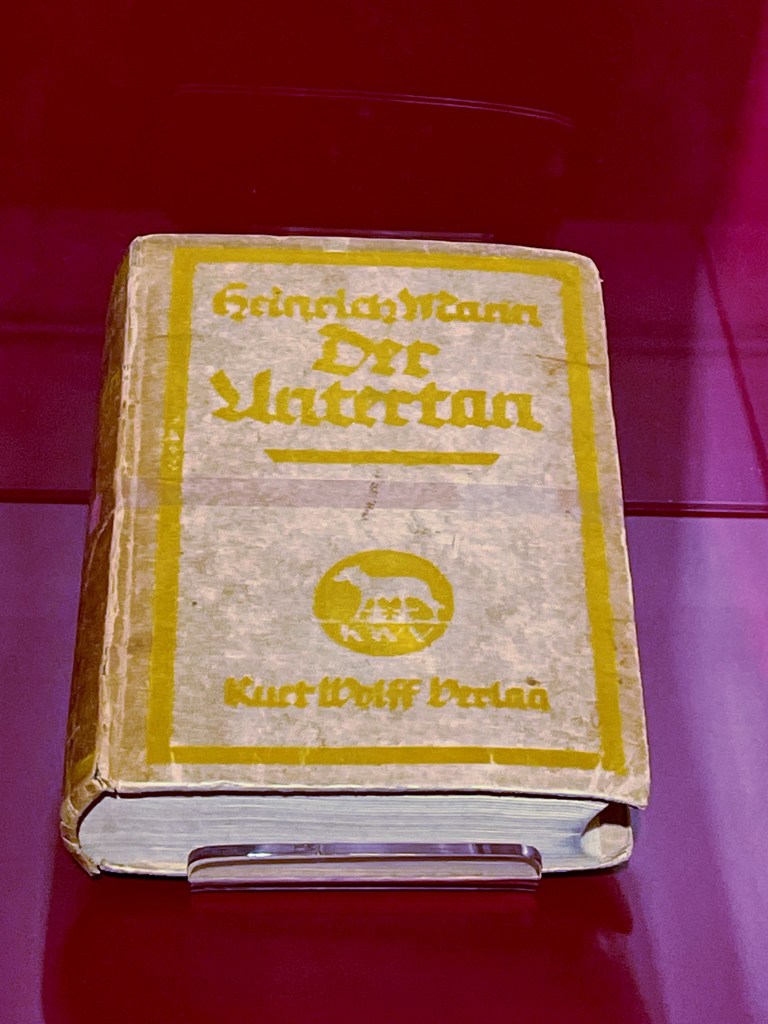 Heinrich Mann
Der
Untertan
KWV
Kurt Wolff Verlag